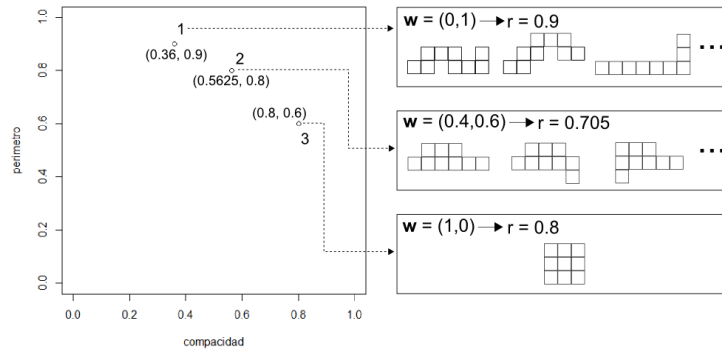 1
(0.36, 0.9)
2
(0.5625, 0.8)
(0.8, 0.6)
3
1.0
0.8
0.6
0.4
0.2
0.0
perimetro
0.0 0.2 0.4 0.6 0.8 1.0
compacidad
w = (0,1) → r = 0.9
...
w = (0.4,0.6) → r = 0.705
...
w = (1,0) → r = 0.8